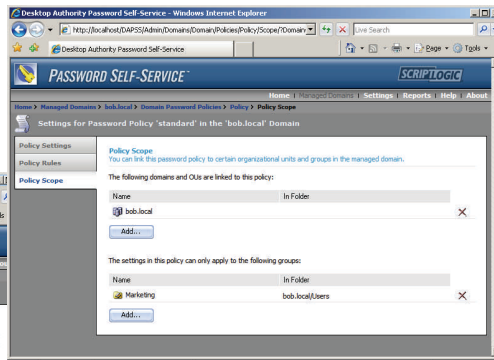 Desktop Authority Password Self-Service - Windows Internet Explorer
http://localhost/DAPSS/Admin/Domains/Domain/Policies/Policy/Scope/?Domain
Live Search
Desktop Authority Password Self-Service
Page
Tools
PASSWORD SELF-SERVICE
SCRIPTLOGIC
Home | Managed Domains | Settings | Reports | Help | About
Home > Managed Domains > bob.local > Domain Password Policies > Policy > Policy Scope
Settings for Password Policy 'standard' in the 'bob.local' Domain
Policy Settings
Policy Rules
Policy Scope
Policy Scope
You can link this password policy to certain organizational units and groups in the managed domain.
The following domains and OUs are linked to this policy:
Name In Folder
bob.local
Add...
The settings in this policy can only apply to the following groups:
Name In Folder
Marketing bob.local/Users
Add...